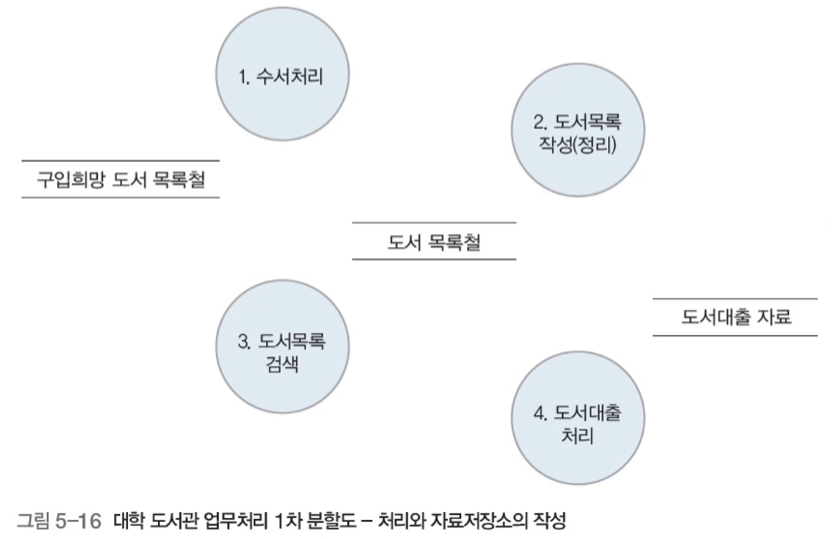 1. 수서처리
2. 도서목록
작성(정리)
구입희망 도서 목록철
도서 목록철
도서대출 자료
3. 도서목록
검색
4. 도서대출
처리
그림 5-16 대학 도서관 업무처리 1차 분할도 - 처리와 자료저장소의 작성